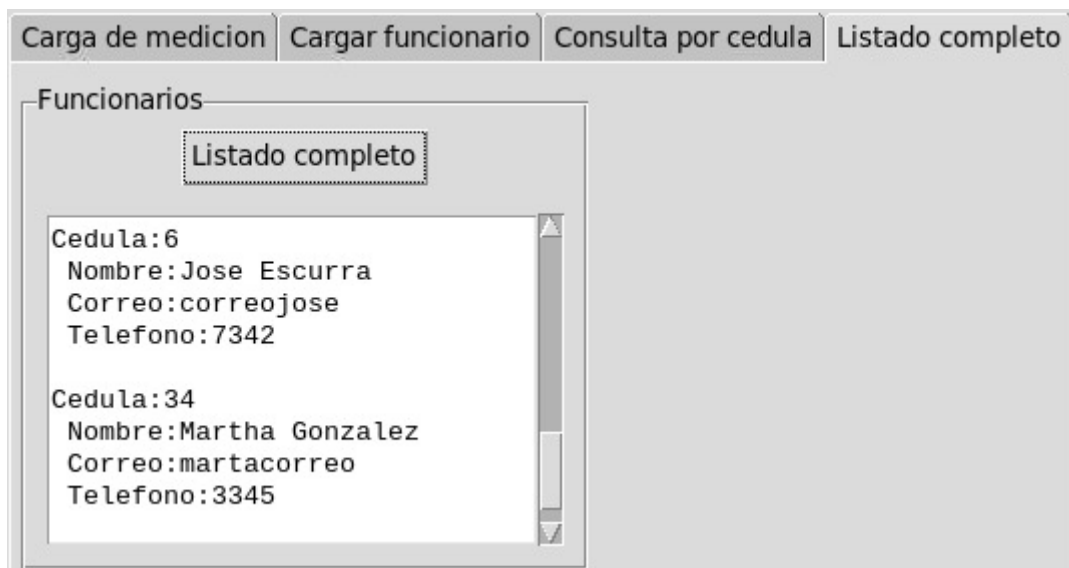 Carga de medicion Cargar funcionario Consulta por cedula Listado completo
Funcionarios
Listado completo
Cedula:6
Nombre:Jose Escurra
Correo:correojose
Telefono:7342
Cedula:34
Nombre:Martha Gonzalez
Correo:martacorreo
Telefono:3345